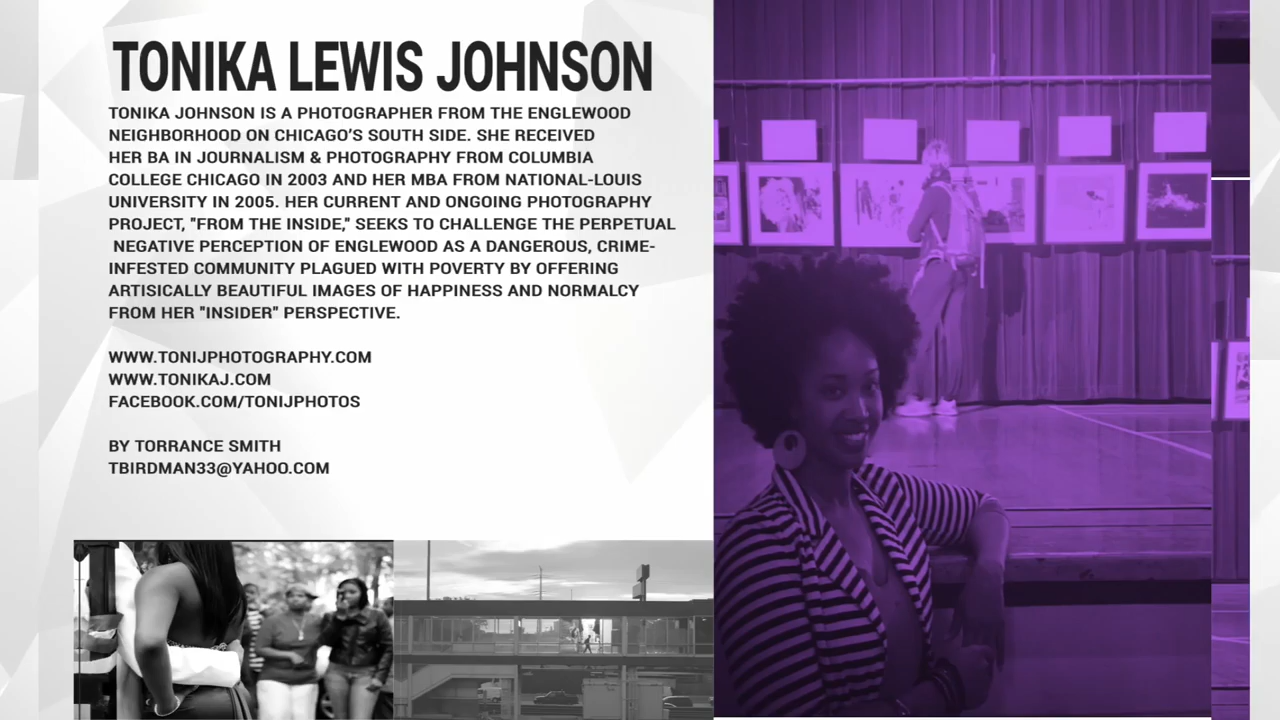 TONIKA LEWIS JOHNSON
TONIKA JOHNSON IS A PHOTOGRAPHER FROM THE ENGLEWOOD
NEIGHBORHOOD ON CHICAGO'S SOUTH SIDE. SHE RECEIVED
HER BA IN JOURNALISM & PHOTOGRAPHY FROM COLUMBIA
COLLEGE CHICAGO IN 2003 AND HER MBA FROM NATIONAL-LOUIS
UNIVERSITY IN 2005. HER CURRENT AND ONGOING PHOTOGRAPHY
PROJECT, "FROM THE INSIDE," SEEKS TO CHALLENGE THE PERPETUAL
NEGATIVE PERCEPTION OF ENGLEWOOD AS A DANGEROUS, CRIME-
INFESTED COMMUNITY PLAGUED WITH POVERTY BY OFFERING
ARTISICALLY BEAUTIFUL IMAGES OF HAPPINESS AND NORMALCY
FROM HER "INSIDER" PERSPECTIVE.
WWW.TONIJPHOTOGRAPHY.COM
WWW.TONIKAJ.COM
FACEBOOK.COM/TONIJPHOTOS
BY TORRANCE SMITH
TBIRDMAN33@YAHOO.COM